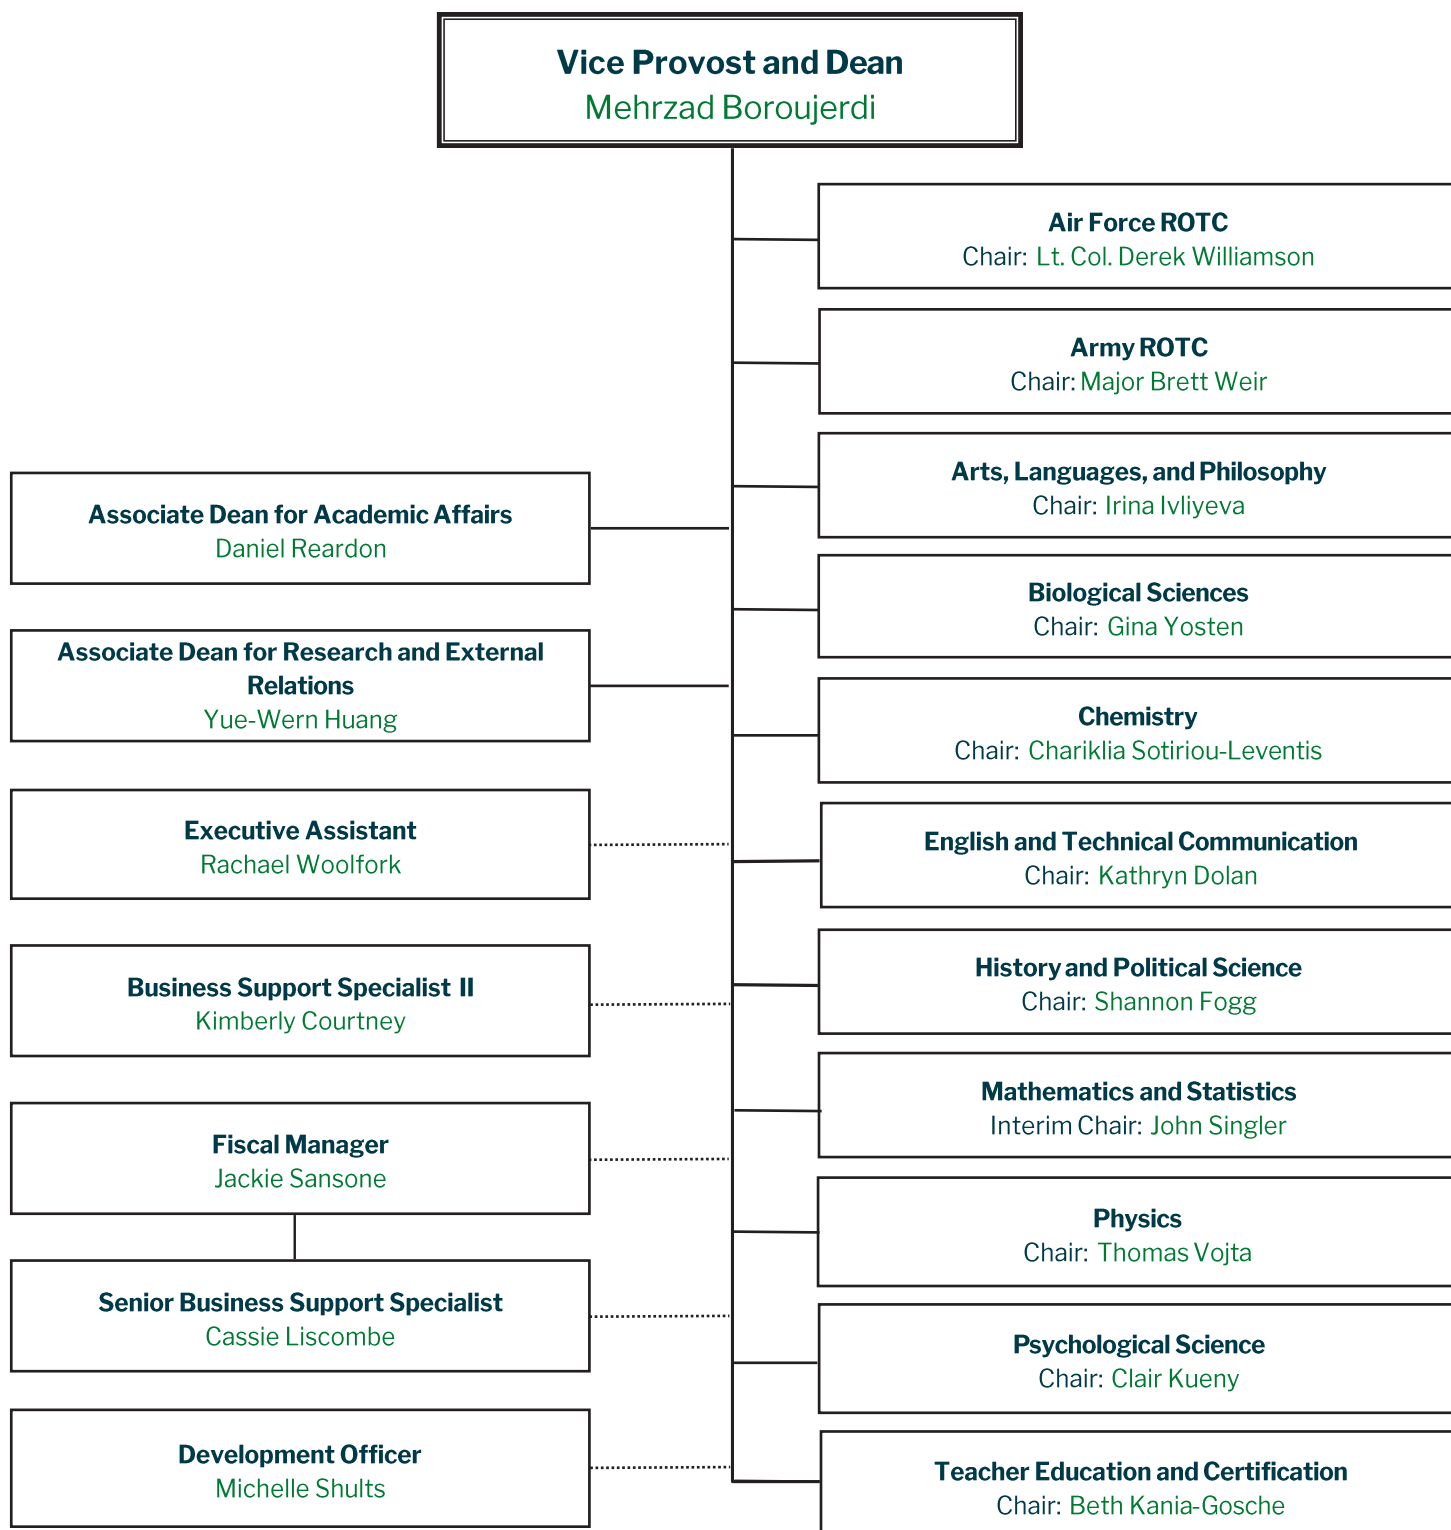 Vice Provost and Dean
Mehrzad Boroujerdi
Air Force ROTC
Chair: Lt. Col. Derek Williamson
Army ROTC
Chair: Major Brett Weir
Arts, Languages, and Philosophy
Chair: Irina Ivliyeva
Biological Sciences
Chair: Gina Yosten
Chemistry
Chair: Chariklia Sotiriou-Leventis
English and Technical Communication
Chair: Kathryn Dolan
History and Political Science
Chair: Shannon Fogg
Mathematics and Statistics
Interim Chair: John Singler
Physics
Chair: Thomas Vojta
Psychological Science
Chair: Clair Kueny
Teacher Education and Certification
Chair: Beth Kania-Gosche
Associate Dean for Academic Affairs
Daniel Reardon
Associate Dean for Research and External
Relations
Yue-Wern Huang
Executive Assistant
Rachael Woolfork
Business Support Specialist II
Kimberly Courtney
Fiscal Manager
Jackie Sansone
Senior Business Support Specialist
Cassie Liscombe
Development Officer
Michelle Shults